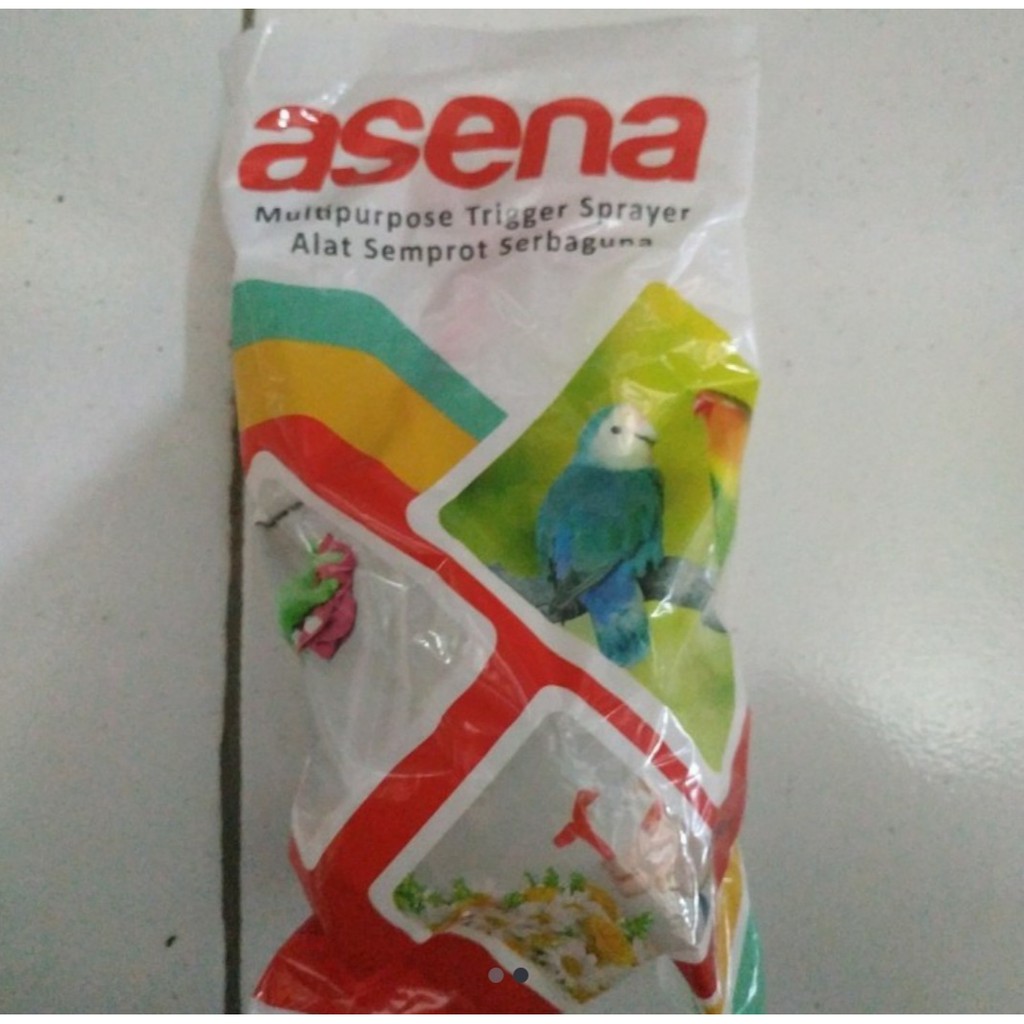 asena
Multipurpose Trigger Sprayer
Alat Semprot Serbaguna